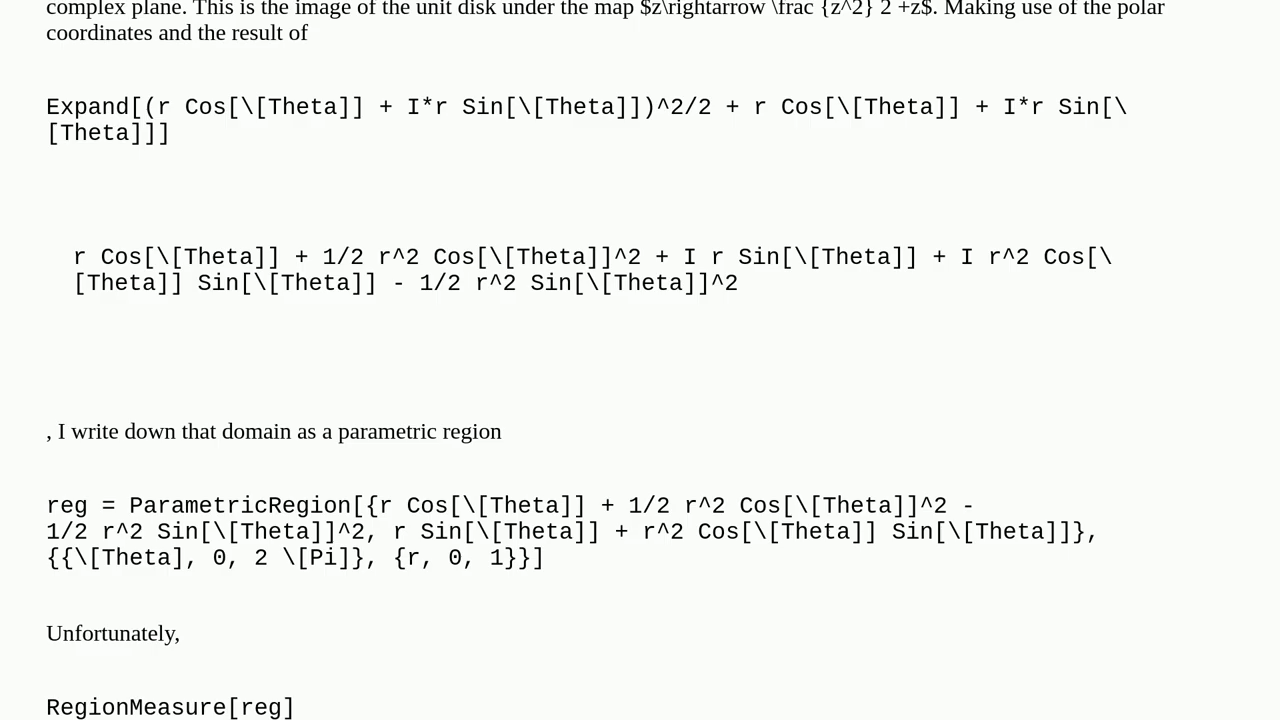 complex plane. This is the image of the unit disk under the map $z\rightarrow \frac {z^2} 2 +z$. Making use of the polar
coordinates and the result of
Expand[(r Cos[\[Theta]] + I*r Sin[\[Theta]])^2/2 + r Cos[\[Theta]] + I*r Sin[\
[Theta]]]
r Cos[\[Theta]] + 1/2 r^2 Cos[\[Theta]]^2 + I r Sin[\[Theta]] + I r^2 Cos[\
[Theta]] Sin[\[Theta]] - 1/2 r^2 Sin[\[Theta]]^2
, I write down that domain as a parametric region
reg = ParametricRegion[{r Cos[\[Theta]] + 1/2 r^2 Cos[\[Theta]]^2 -
1/2 r^2 Sin[\[Theta]]^2, r Sin[\[Theta]] + r^2 Cos[\[Theta]] Sin[\[Theta]]},
{{\[Theta], 0, 2 \[Pi]}, {r, 0, 1}}]
Unfortunately,
RegionMeasure[reg]